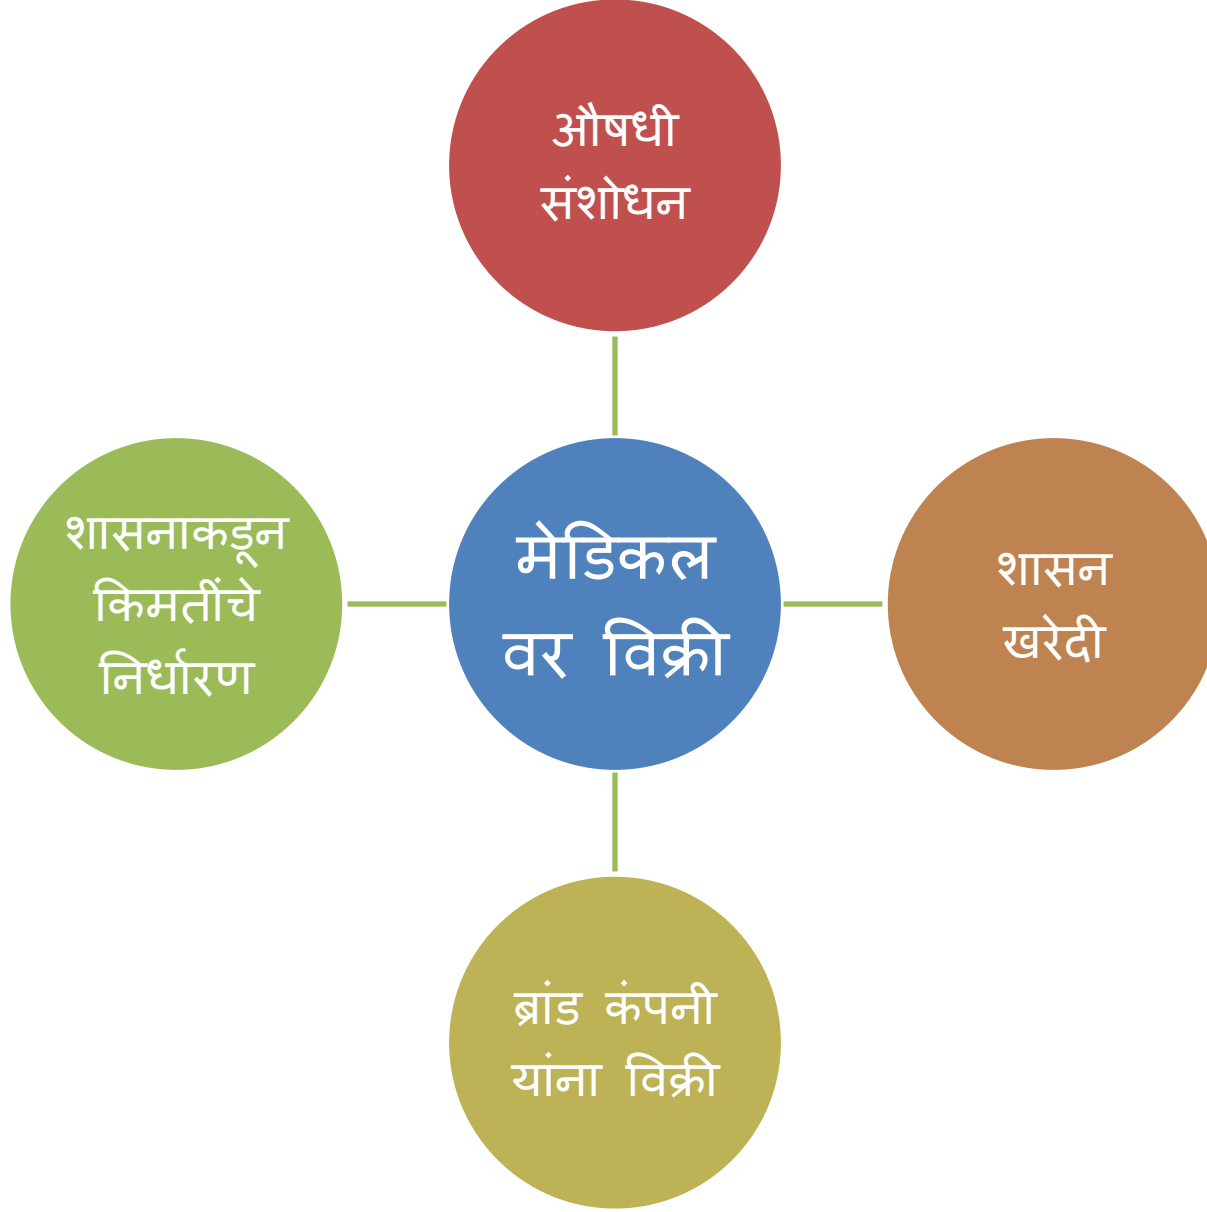 औषधी
संशोधन
शासनाकडून
किमतींचे
निर्धारण
मेडिकल
वर विक्री
शासन
खरेदी
ब्रांड कंपनी
यांना विक्री